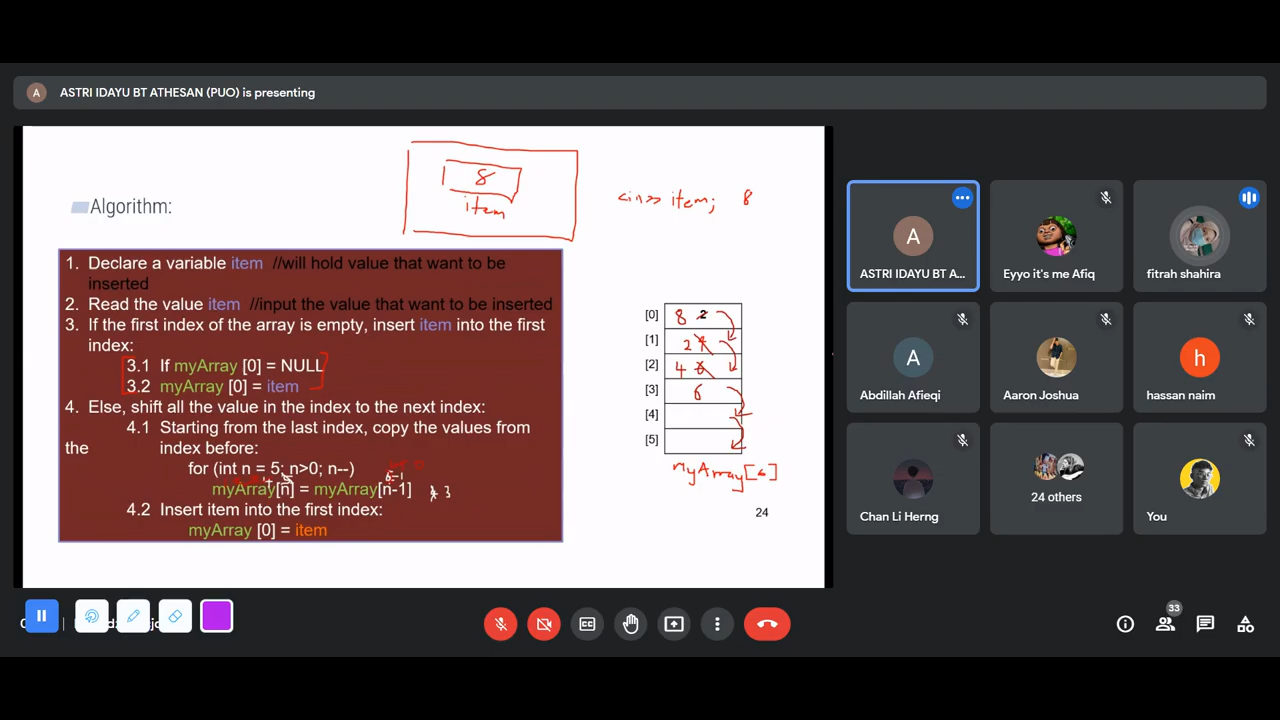 A ASTRI IDAYU BT ATHESAN (PUO) is presenting
8
item
cin>> item; 8
Algorithm:
1. Declare a variable item //will hold value that want to be
inserted
2. Read the value item //input the value that want to be inserted
3. If the first index of the array is empty, insert item into the first
index:
3.1 If myArray [0] = NULL
3.2 myArray [0] = item
4. Else, shift all the value in the index to the next index:
4.1 Starting from the last index, copy the values from
the index before:
for (int n = 5; n>0; n--)
myArray[n] = myArray[n-1]
4.2 Insert item into the first index:
myArray [0] = item
[0] 8 2
[1] 2 4
[2] 4 6
[3] 6
[4]
[5]
MyArray[6]
24
A
ASTRI IDAYU BT A...
Eyyo it's me Afiq
fitrah shahira
A
Abdillah Afieqi
Aaron Joshua
h
hassan naim
Chan Li Herng
24 others
You
33